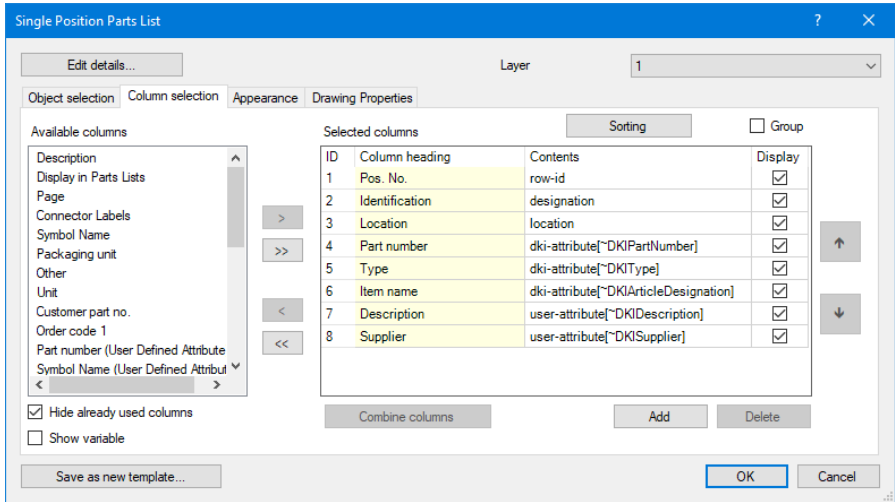 Single Position Parts List
?
Edit details...
Layer
1
Object selection
Column selection
Appearance
Drawing Properties
Available columns
Description
Display in Parts Lists
Page
Connector Labels
Symbol Name
Packaging unit
Other
Unit
Customer part no.
Order code 1
Part number (User Defined Attribute
Symbol Name (User Defined Attribut
Hide already used columns
Show variable
>
>>
<
<<
Selected columns
Sorting
Group
ID Column heading Contents Display
1 Pos. No. row-id
2 Identification designation
3 Location location
4 Part number dki-attribute[~DKIPartNumber]
5 Type dki-attribute[~DKIType]
6 Item name dki-attribute[~DKIArticleDesignation]
7 Description user-attribute[~DKIDescription]
8 Supplier user-attribute[~DKISupplier]
Combine columns
Add
Delete
Save as new template...
OK
Cancel